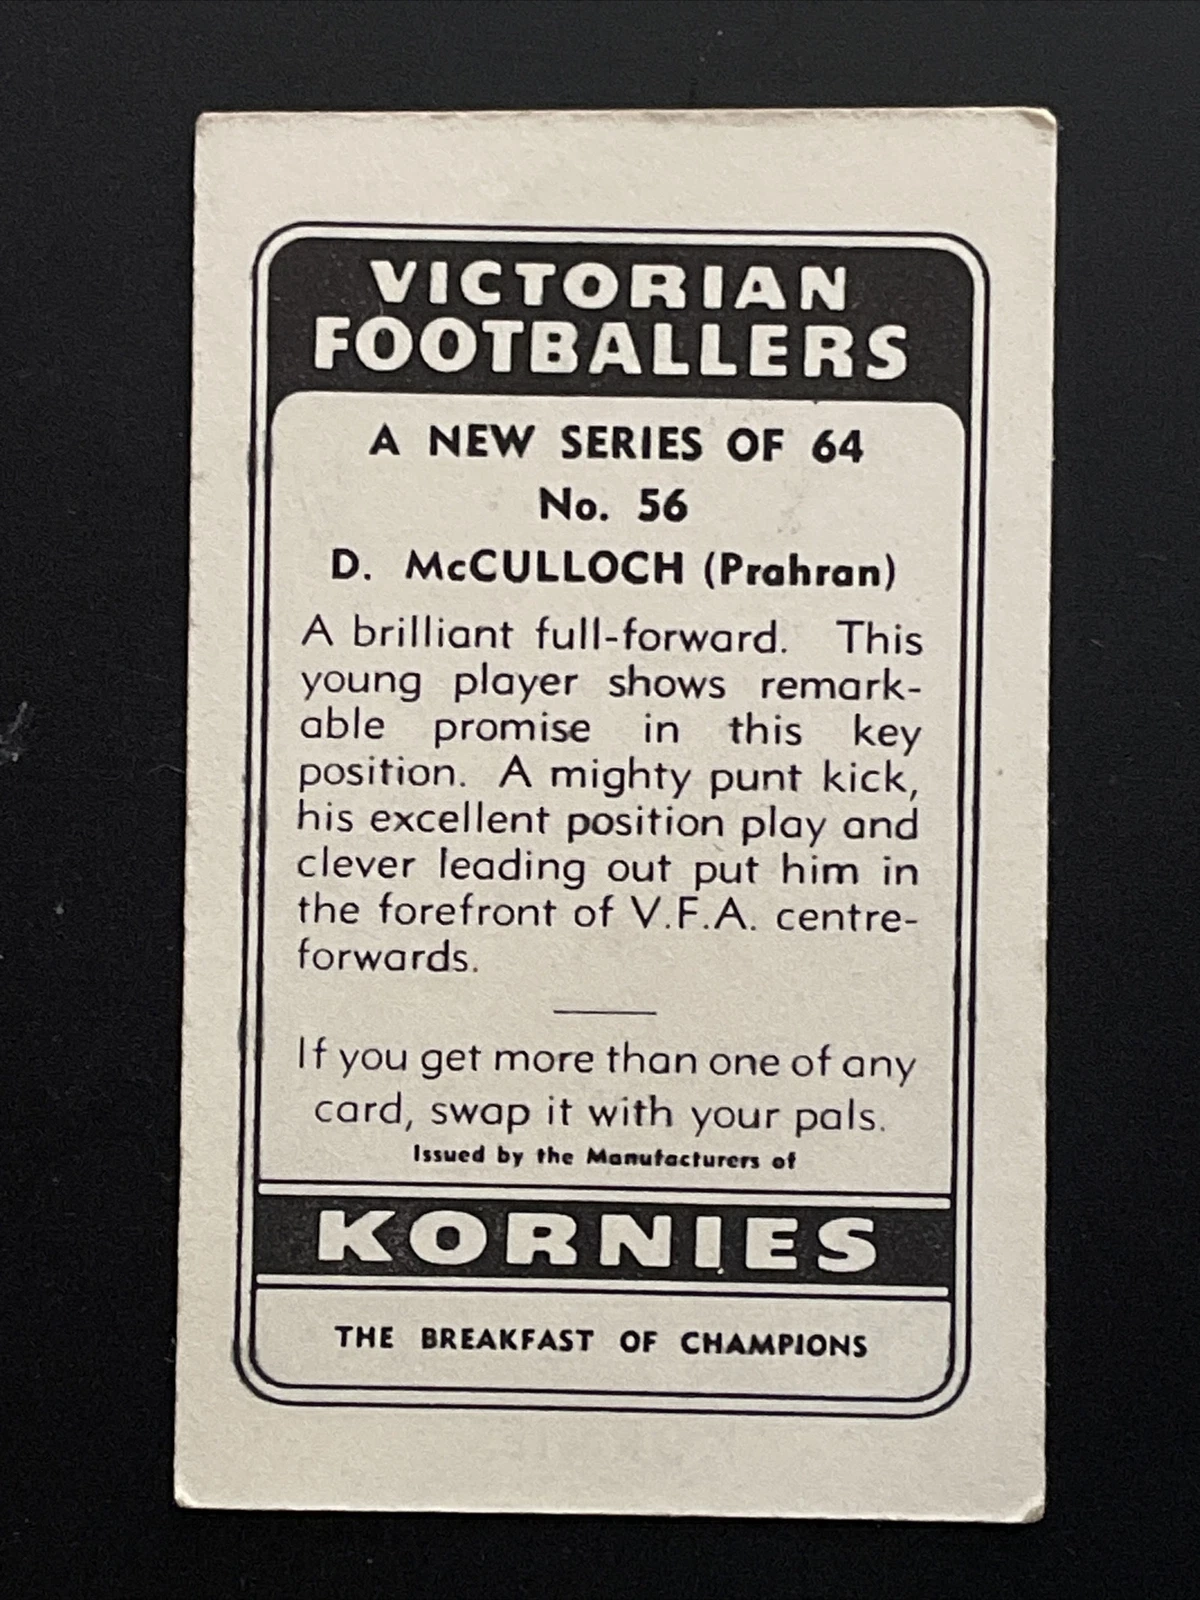 VICTORIAN
FOOTBALLERS
A NEW SERIES OF 64
No. 56
D. McCULLOCH (Prahran)
A brilliant full-forward. This
young player shows remark-
able promise in this key
position. A mighty punt kick,
his excellent position play and
clever leading out put him in
the forefront of V.F.A. centre-
forwards.
If you get more than one of any
card, swap it with your pals.
Issued by the Manufacturers of
KORNIES
THE BREAKFAST OF CHAMPIONS